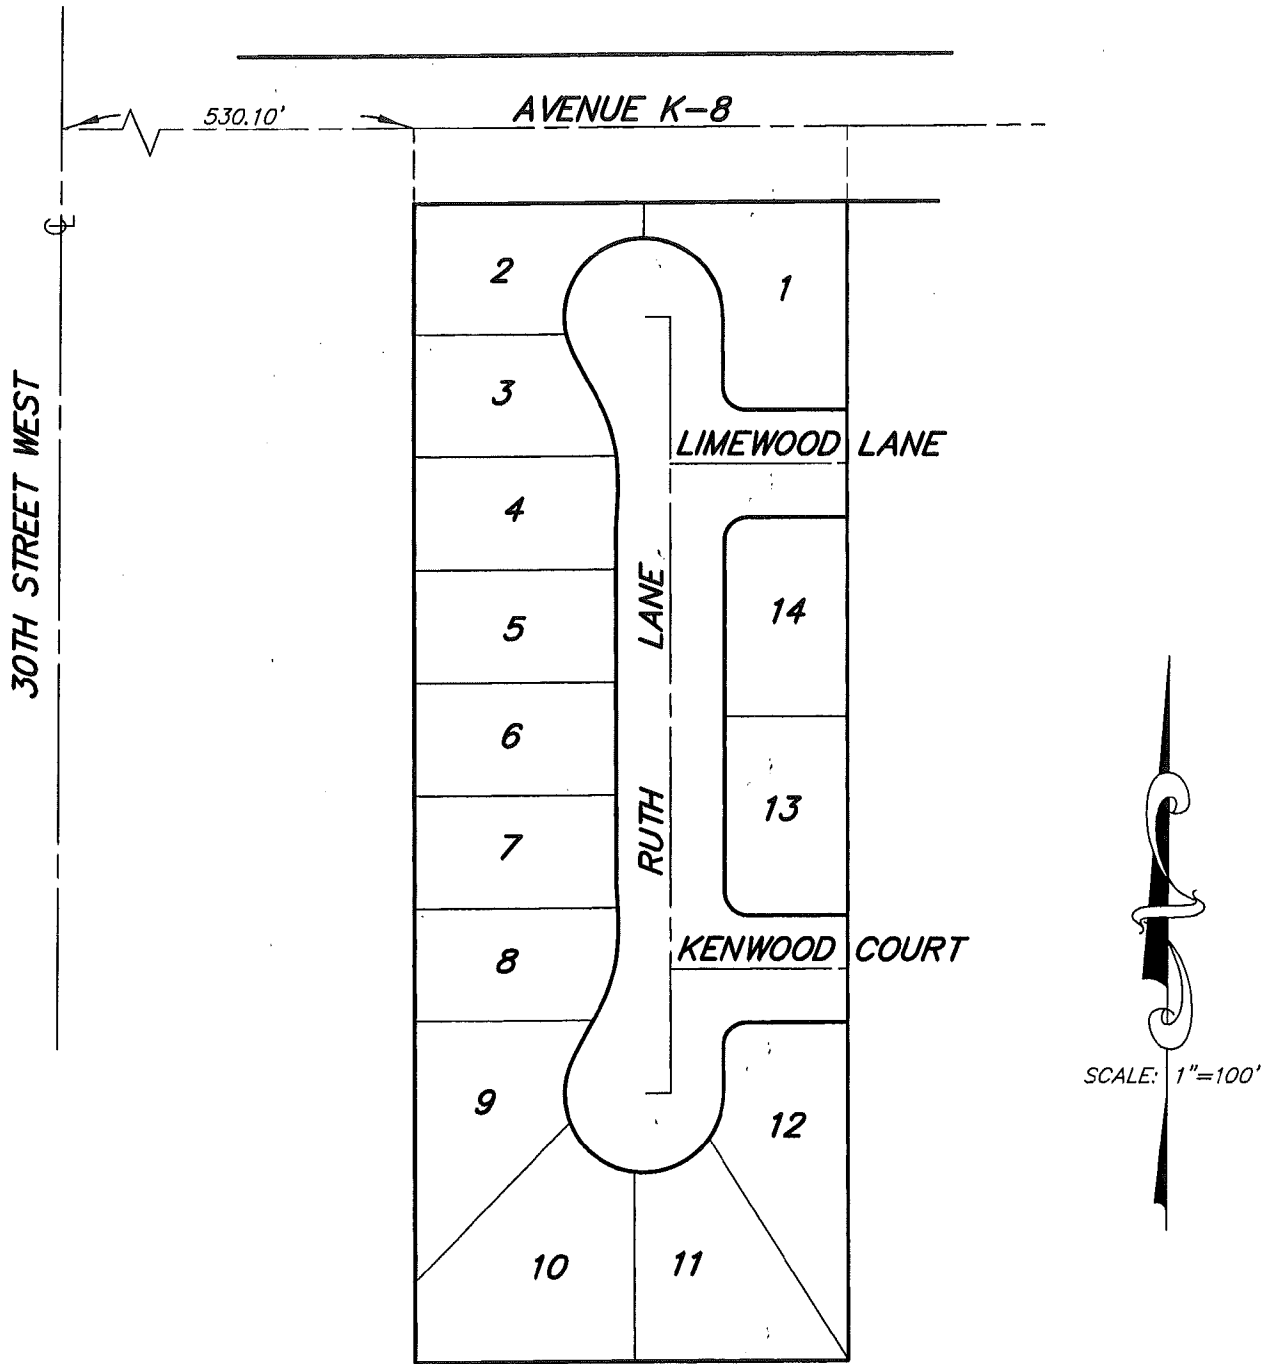 530.10'
AVENUE K-8
℄
2
1
3
30TH STREET WEST
LIMEWOOD LANE
4
RUTH LANE
14
5
6
13
7
KENWOOD COURT
8
SCALE: 1"=100'
9
12
10
11